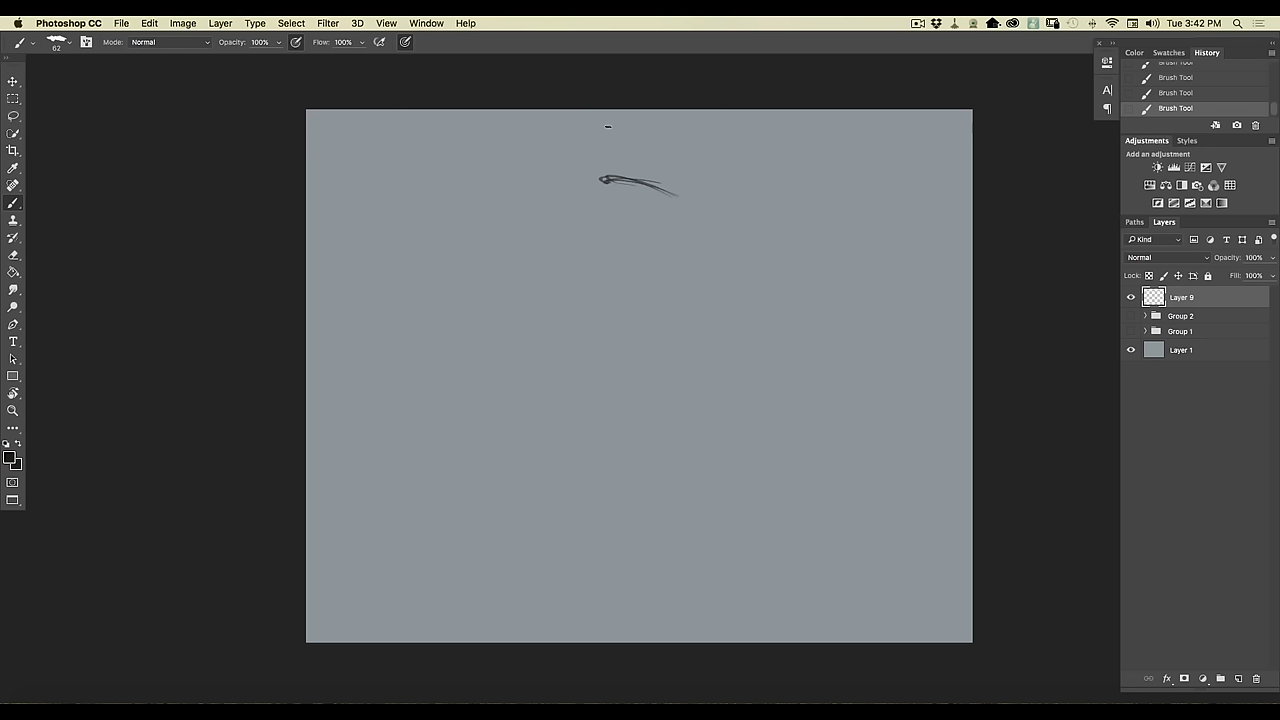 Photoshop CC File Edit Image Layer Type Select Filter 3D View Window Help Tue 3:42 PM
62 Mode: Normal Opacity: 100% Flow: 100%
Color Swatches History
Brush Tool
Brush Tool
Brush Tool
Brush Tool
Adjustments Styles
Add an adjustment
Paths Layers
Kind
Normal Opacity: 100%
Lock: Fill: 100%
Layer 9
Group 2
Group 1
Layer 1